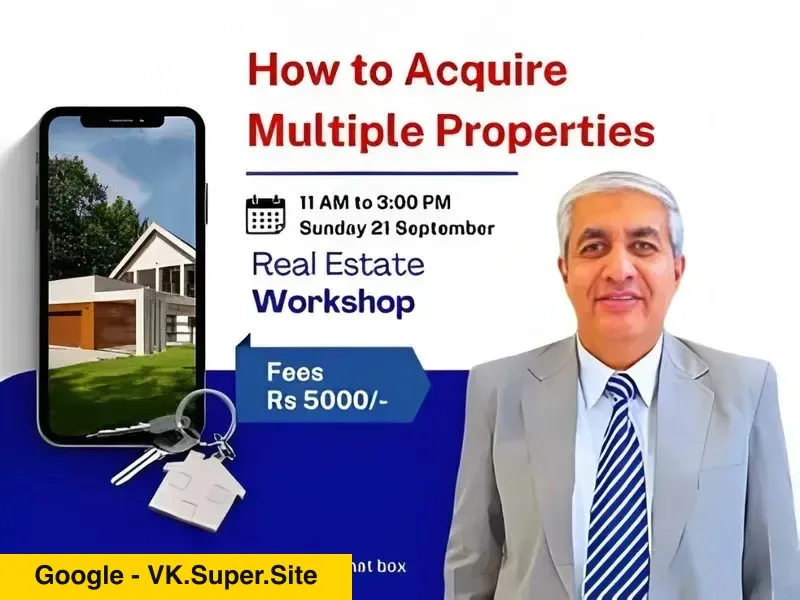 How to Acquire
Multiple Properties
11 AM to 3:00 PM
Sunday 21 September
Real Estate
Workshop
Fees
Rs 5000/-
box
Google - VK.Super.Site